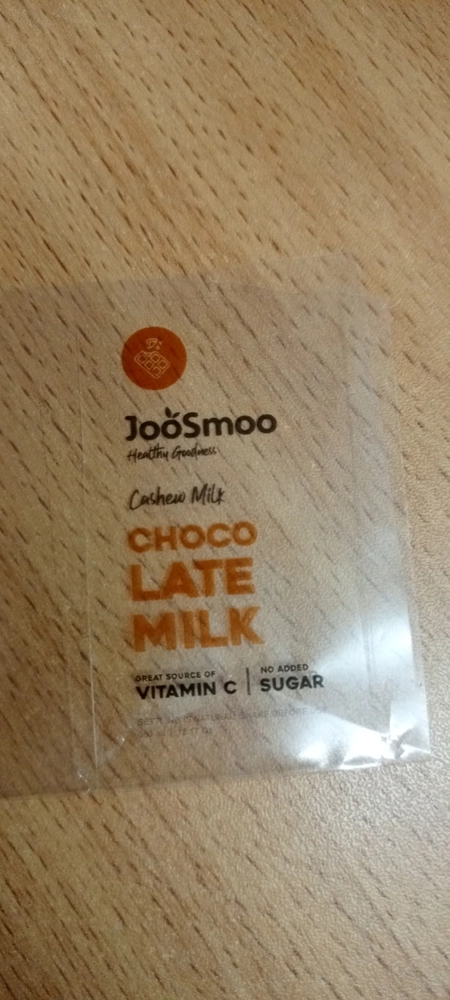 JooSmoo
Healthy Goodness
Cashew Milk
CHOCO
LATE
MILK
GREAT SOURCE OF
VITAMIN C
NO ADDED
SUGAR